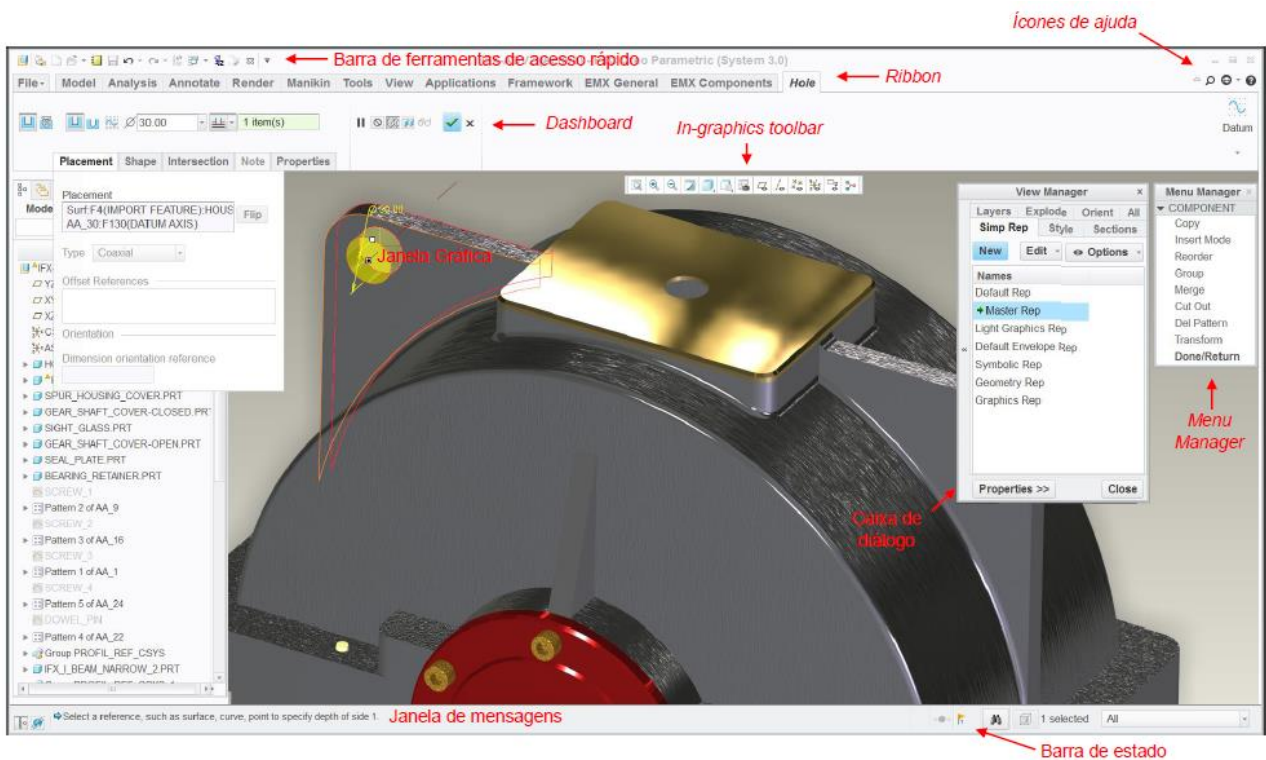 Ícones de ajuda
Barra de ferramentas de acesso rápido
Parametric (System 3.0)
File Model Analysis Annotate Render Manikin Tools View Applications Framework EMX General EMX Components Hole
Ribbon
30.00
1 item(s)
Dashboard
In-graphics toolbar
Datum
Placement Shape Intersection Note Properties
Placement
Surf:F4(IMPORT FEATURE):HOUS
AA_30:F130(DATUM AXIS)
Flip
Type Coaxial
Offset References
Orientation
Dimension orientation reference
Mode
SPUR_HOUSING_COVER.PRT
GEAR_SHAFT_COVER-CLOSED.PR
SIGHT_GLASS.PRT
GEAR_SHAFT_COVER-OPEN.PRT
SEAL_PLATE.PRT
BEARING_RETAINER.PRT
SCREW_1
Pattern 2 of AA_9
SCREW_2
Pattern 3 of AA_16
SCREW_3
Pattern 1 of AA_1
SCREW_4
Pattern 5 of AA_24
DOWEL_PIN
Pattern 4 of AA_22
Group PROFIL_REF_CSYS
IFX_I_BEAM_NARROW_2.PRT
Janela Gráfica
View Manager
Layers Explode Orient All
Simp Rep Style Sections
New Edit Options
Names
Default Rep
Master Rep
Light Graphics Rep
Default Envelope Rep
Symbolic Rep
Geometry Rep
Graphics Rep
Properties >> Close
Caixa de
diálogo
Menu Manager
COMPONENT
Copy
Insert Mode
Reorder
Group
Merge
Cut Out
Del Pattern
Transform
Done/Return
Menu
Manager
Select a reference, such as surface, curve, point to specify depth of side 1.
Janela de mensagens
1 selected All
Barra de estado